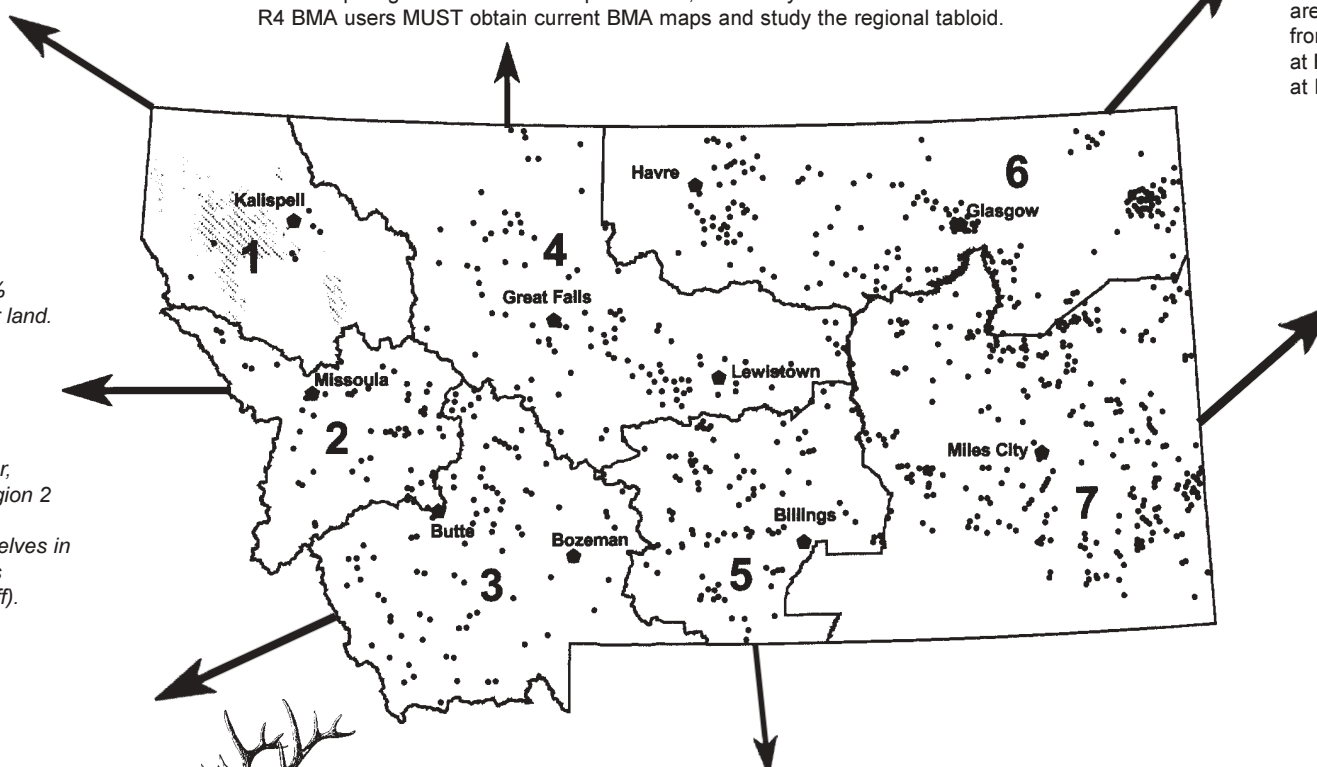 R4 BMA users MUST obtain current BMA maps and study the regional tabloid.
are
from
at
at
Havre
6
Kalispell
Glasgow
1
4
%
land.
Great Falls
Missoula
Lewistown
2
r,
gion 2
Miles City
7
Billings
Butte
Bozeman
elves in
s
ff).
3
5